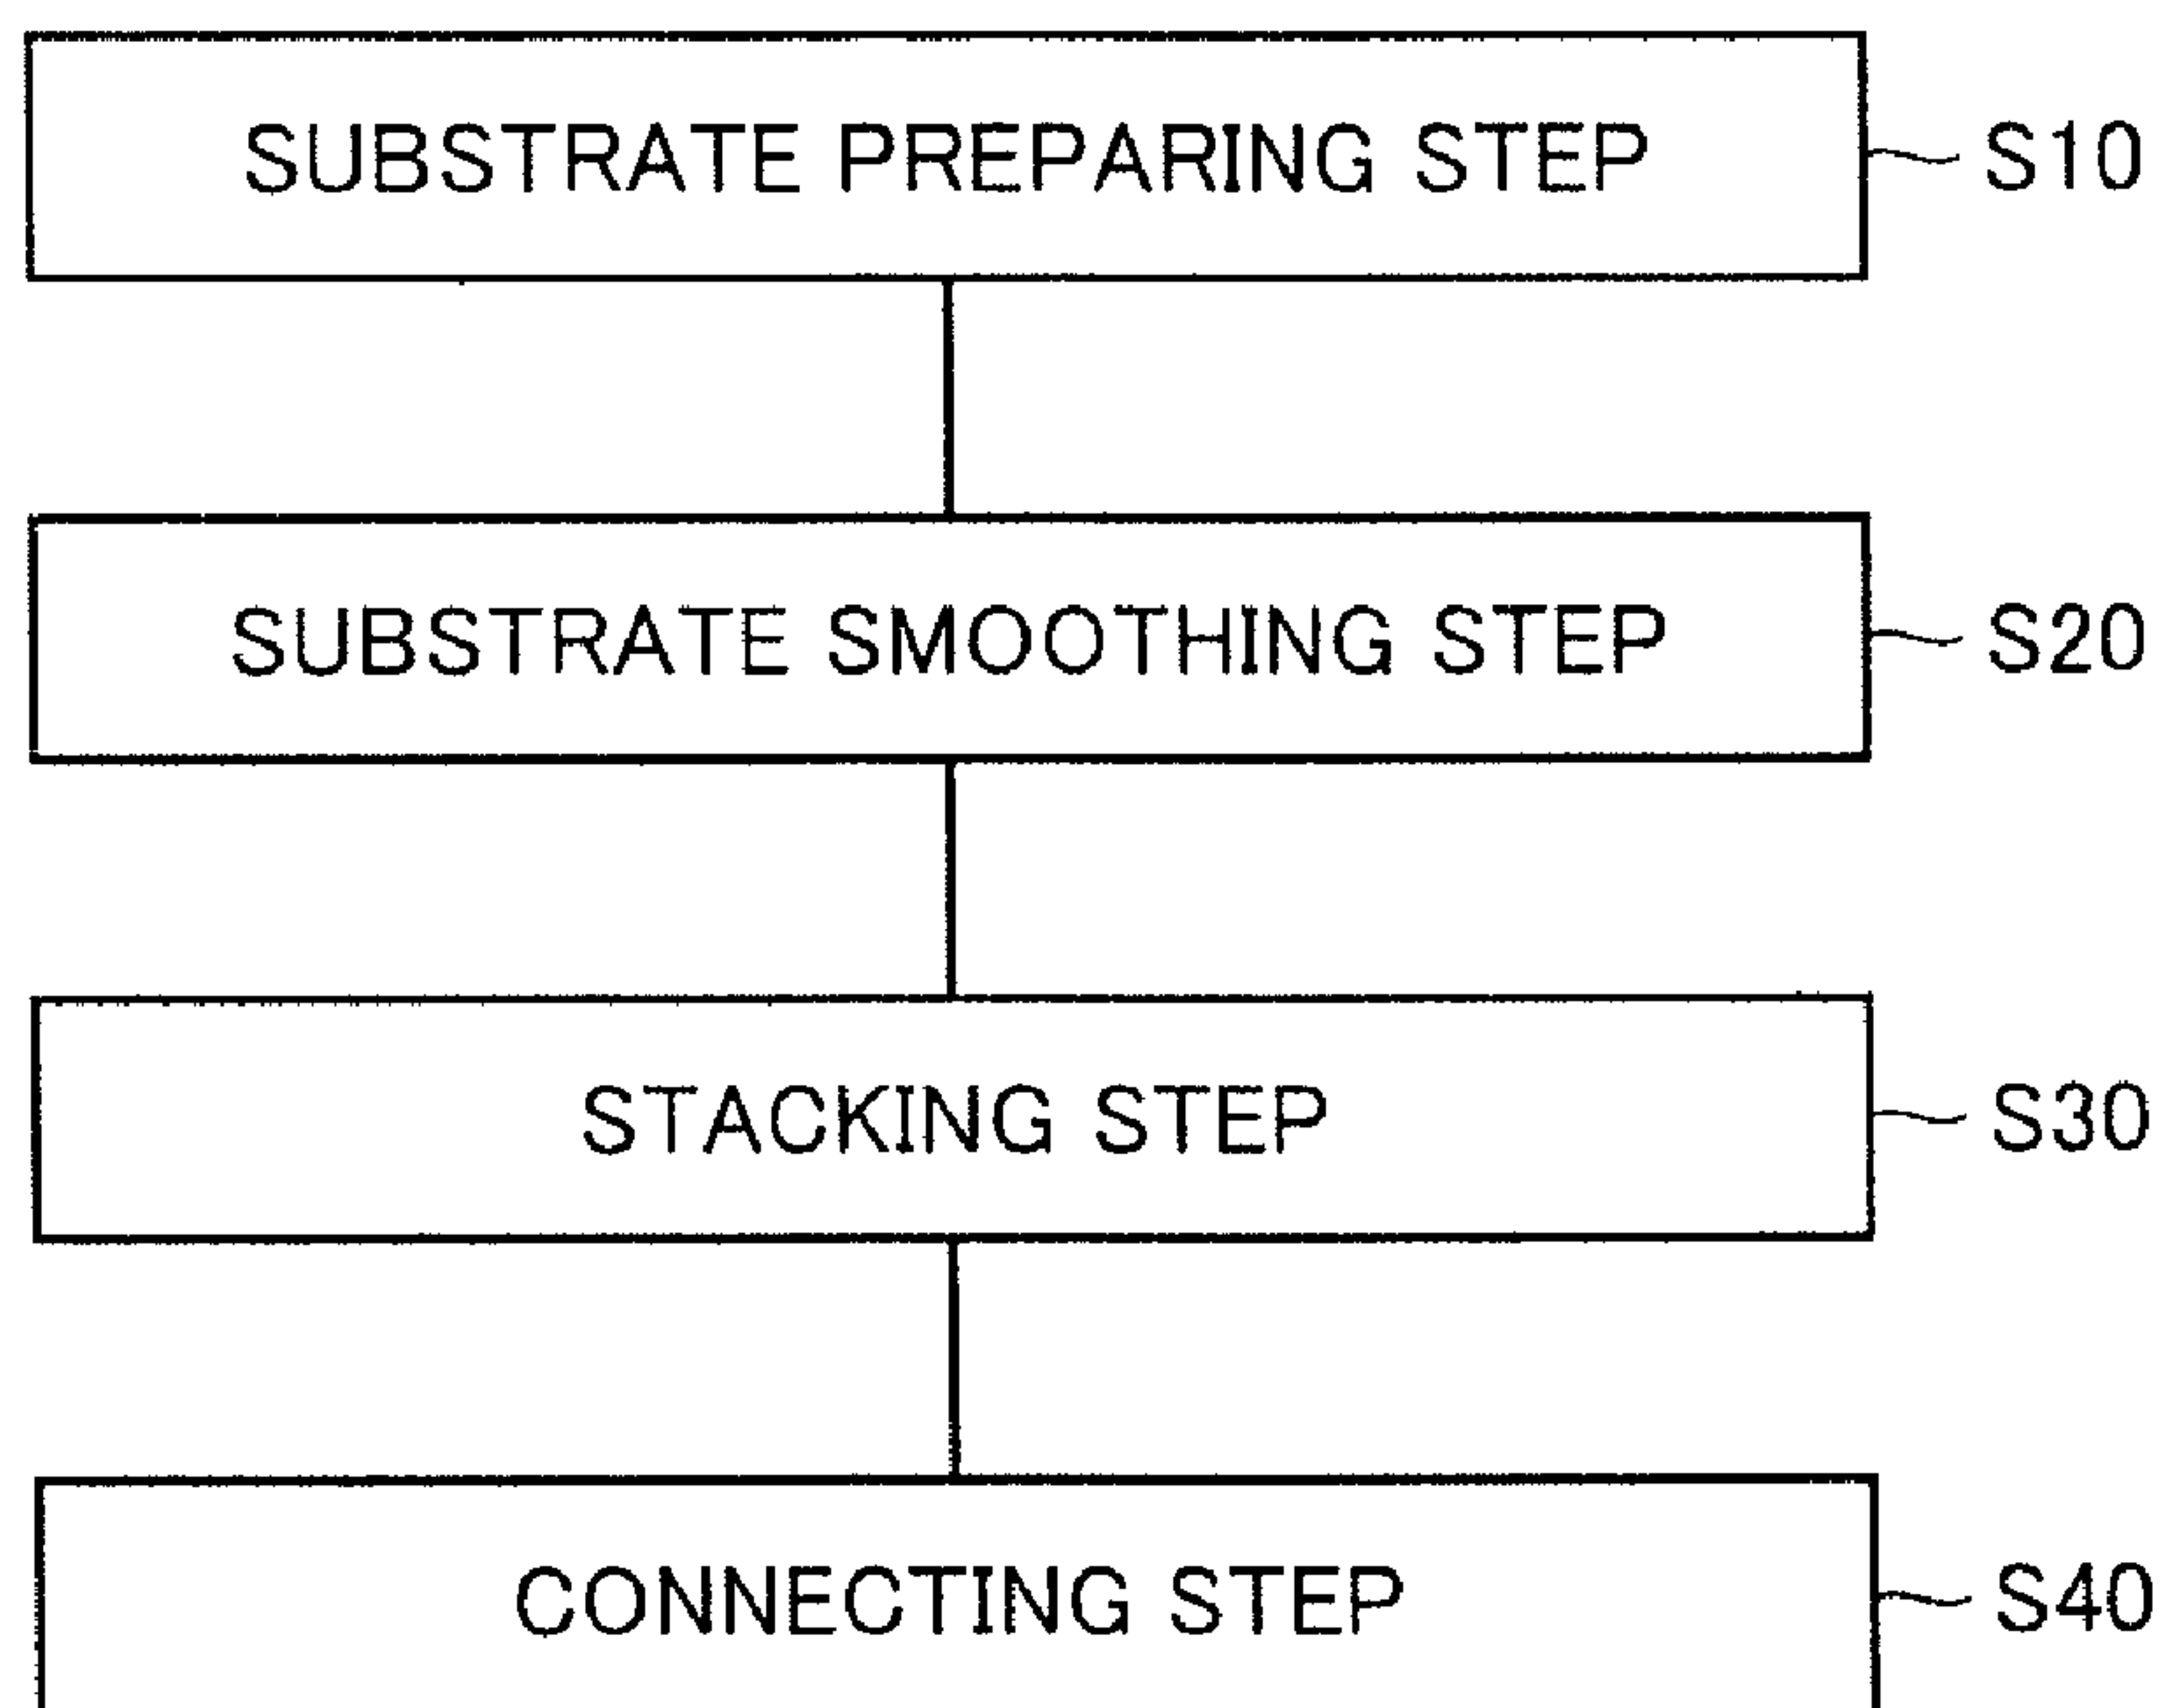 SUBSTRATE PREPARING STEP S10
SUBSTRATE SMOOTHING STEP S20
STACKING STEP S30
CONNECTING STEP S40